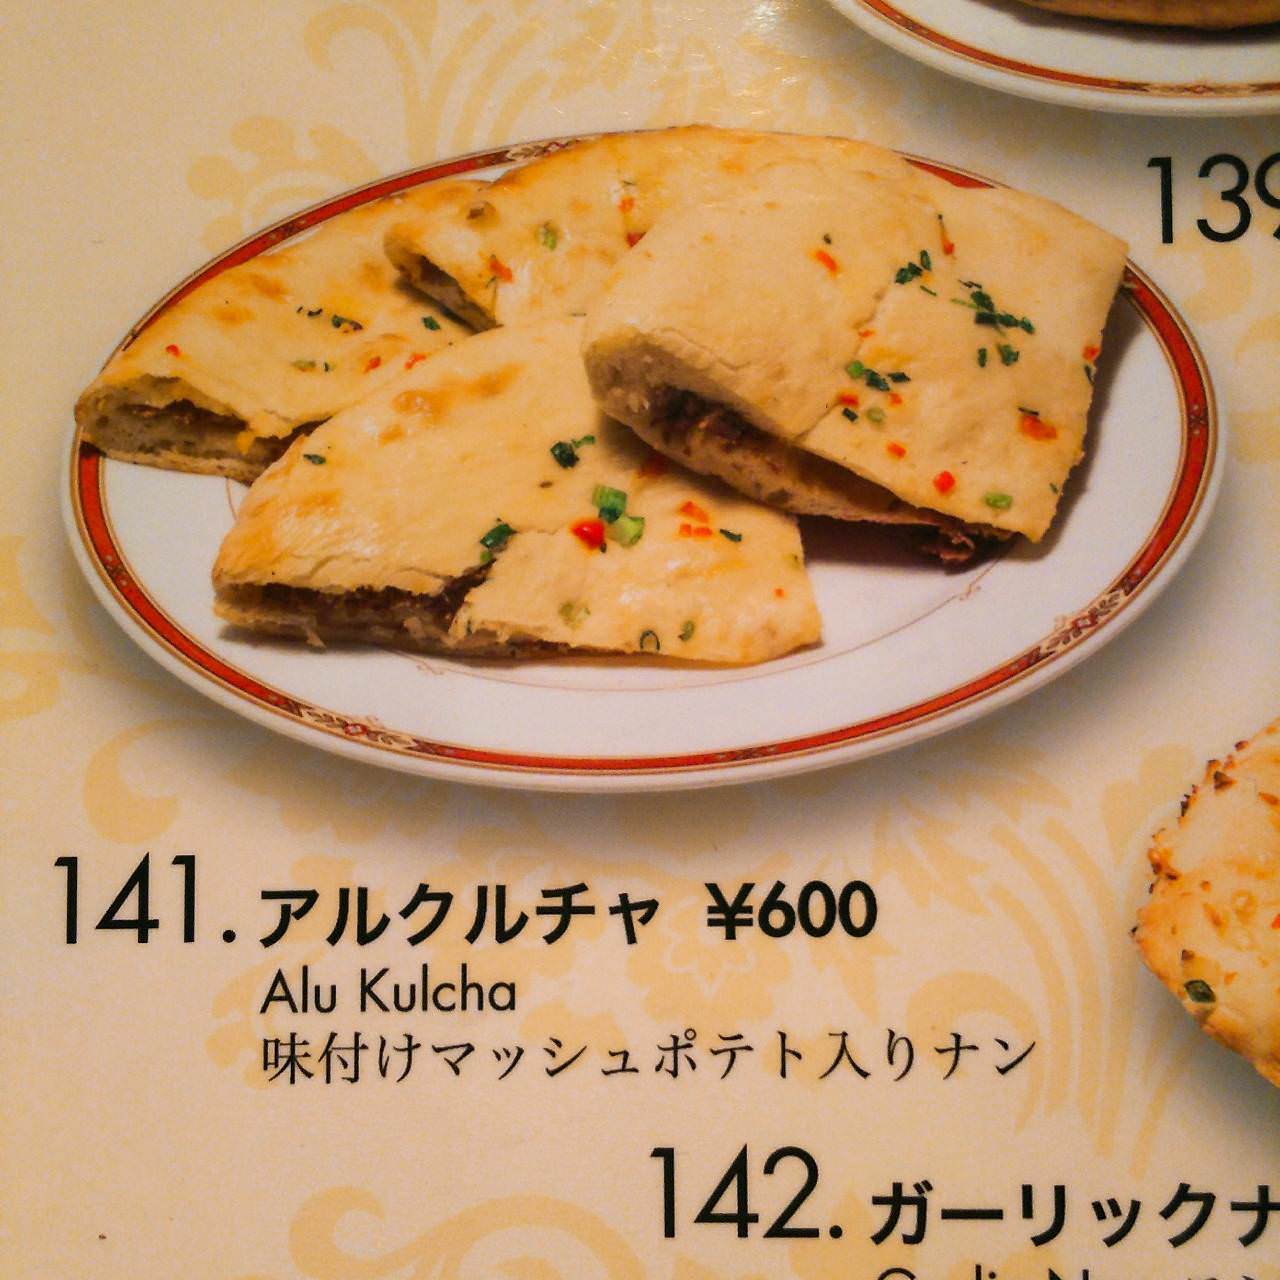 139
141. アルクルチャ ¥600
Alu Kulcha
味付けマッシュポテト入りナン
142. ガーリックナ